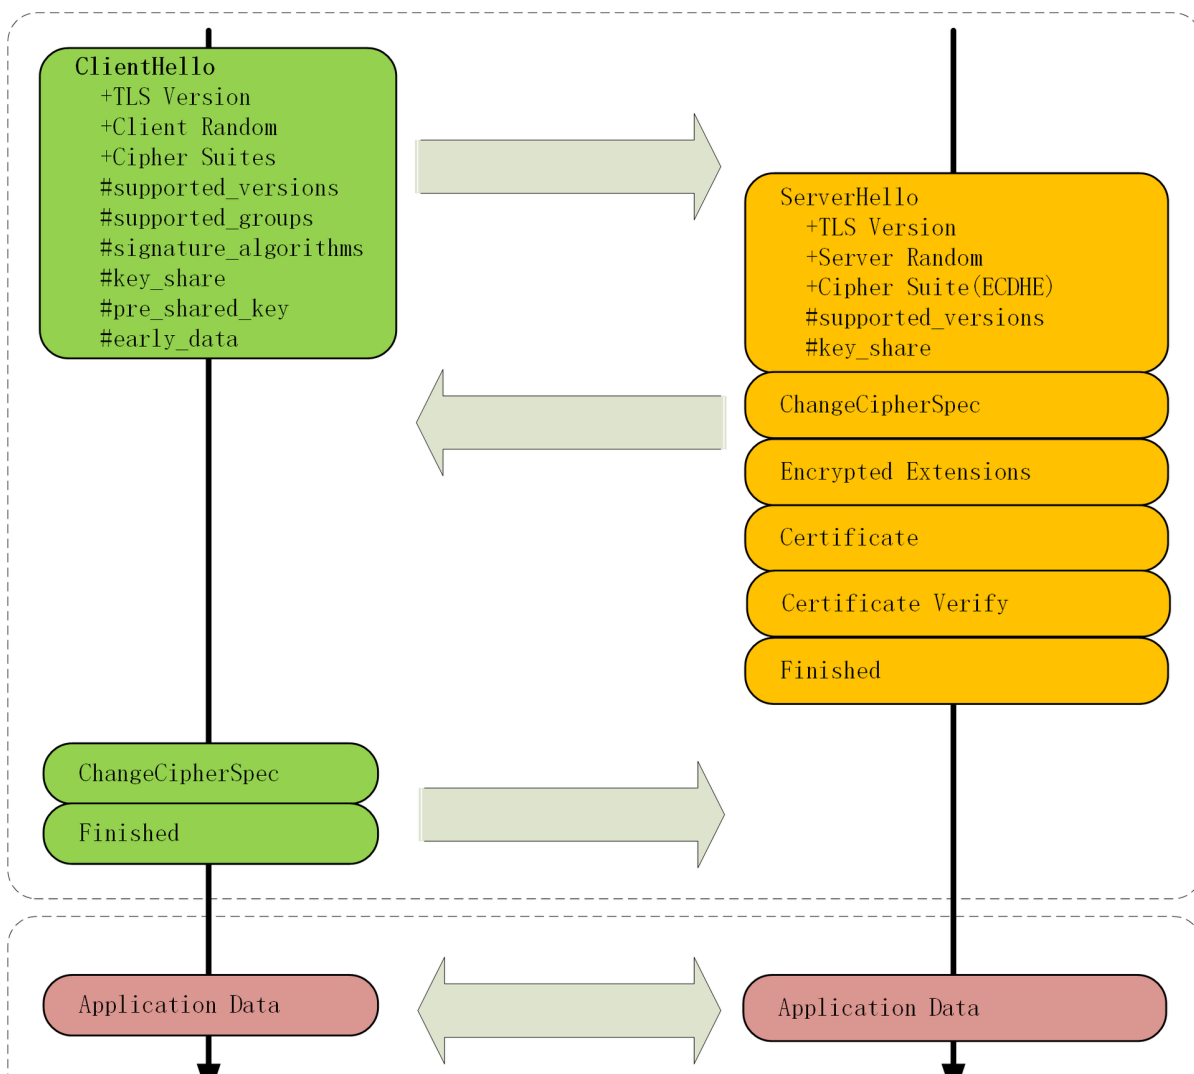 ClientHello
+TLS Version
+Client Random
+Cipher Suites
#supported_versions
#supported_groups
#signature_algorithms
#key_share
#pre_shared_key
#early_data
ServerHello
+TLS Version
+Server Random
+Cipher Suite(ECDHE)
#supported_versions
#key_share
ChangeCipherSpec
Encrypted Extensions
Certificate
Certificate Verify
Finished
ChangeCipherSpec
Finished
Application Data
Application Data